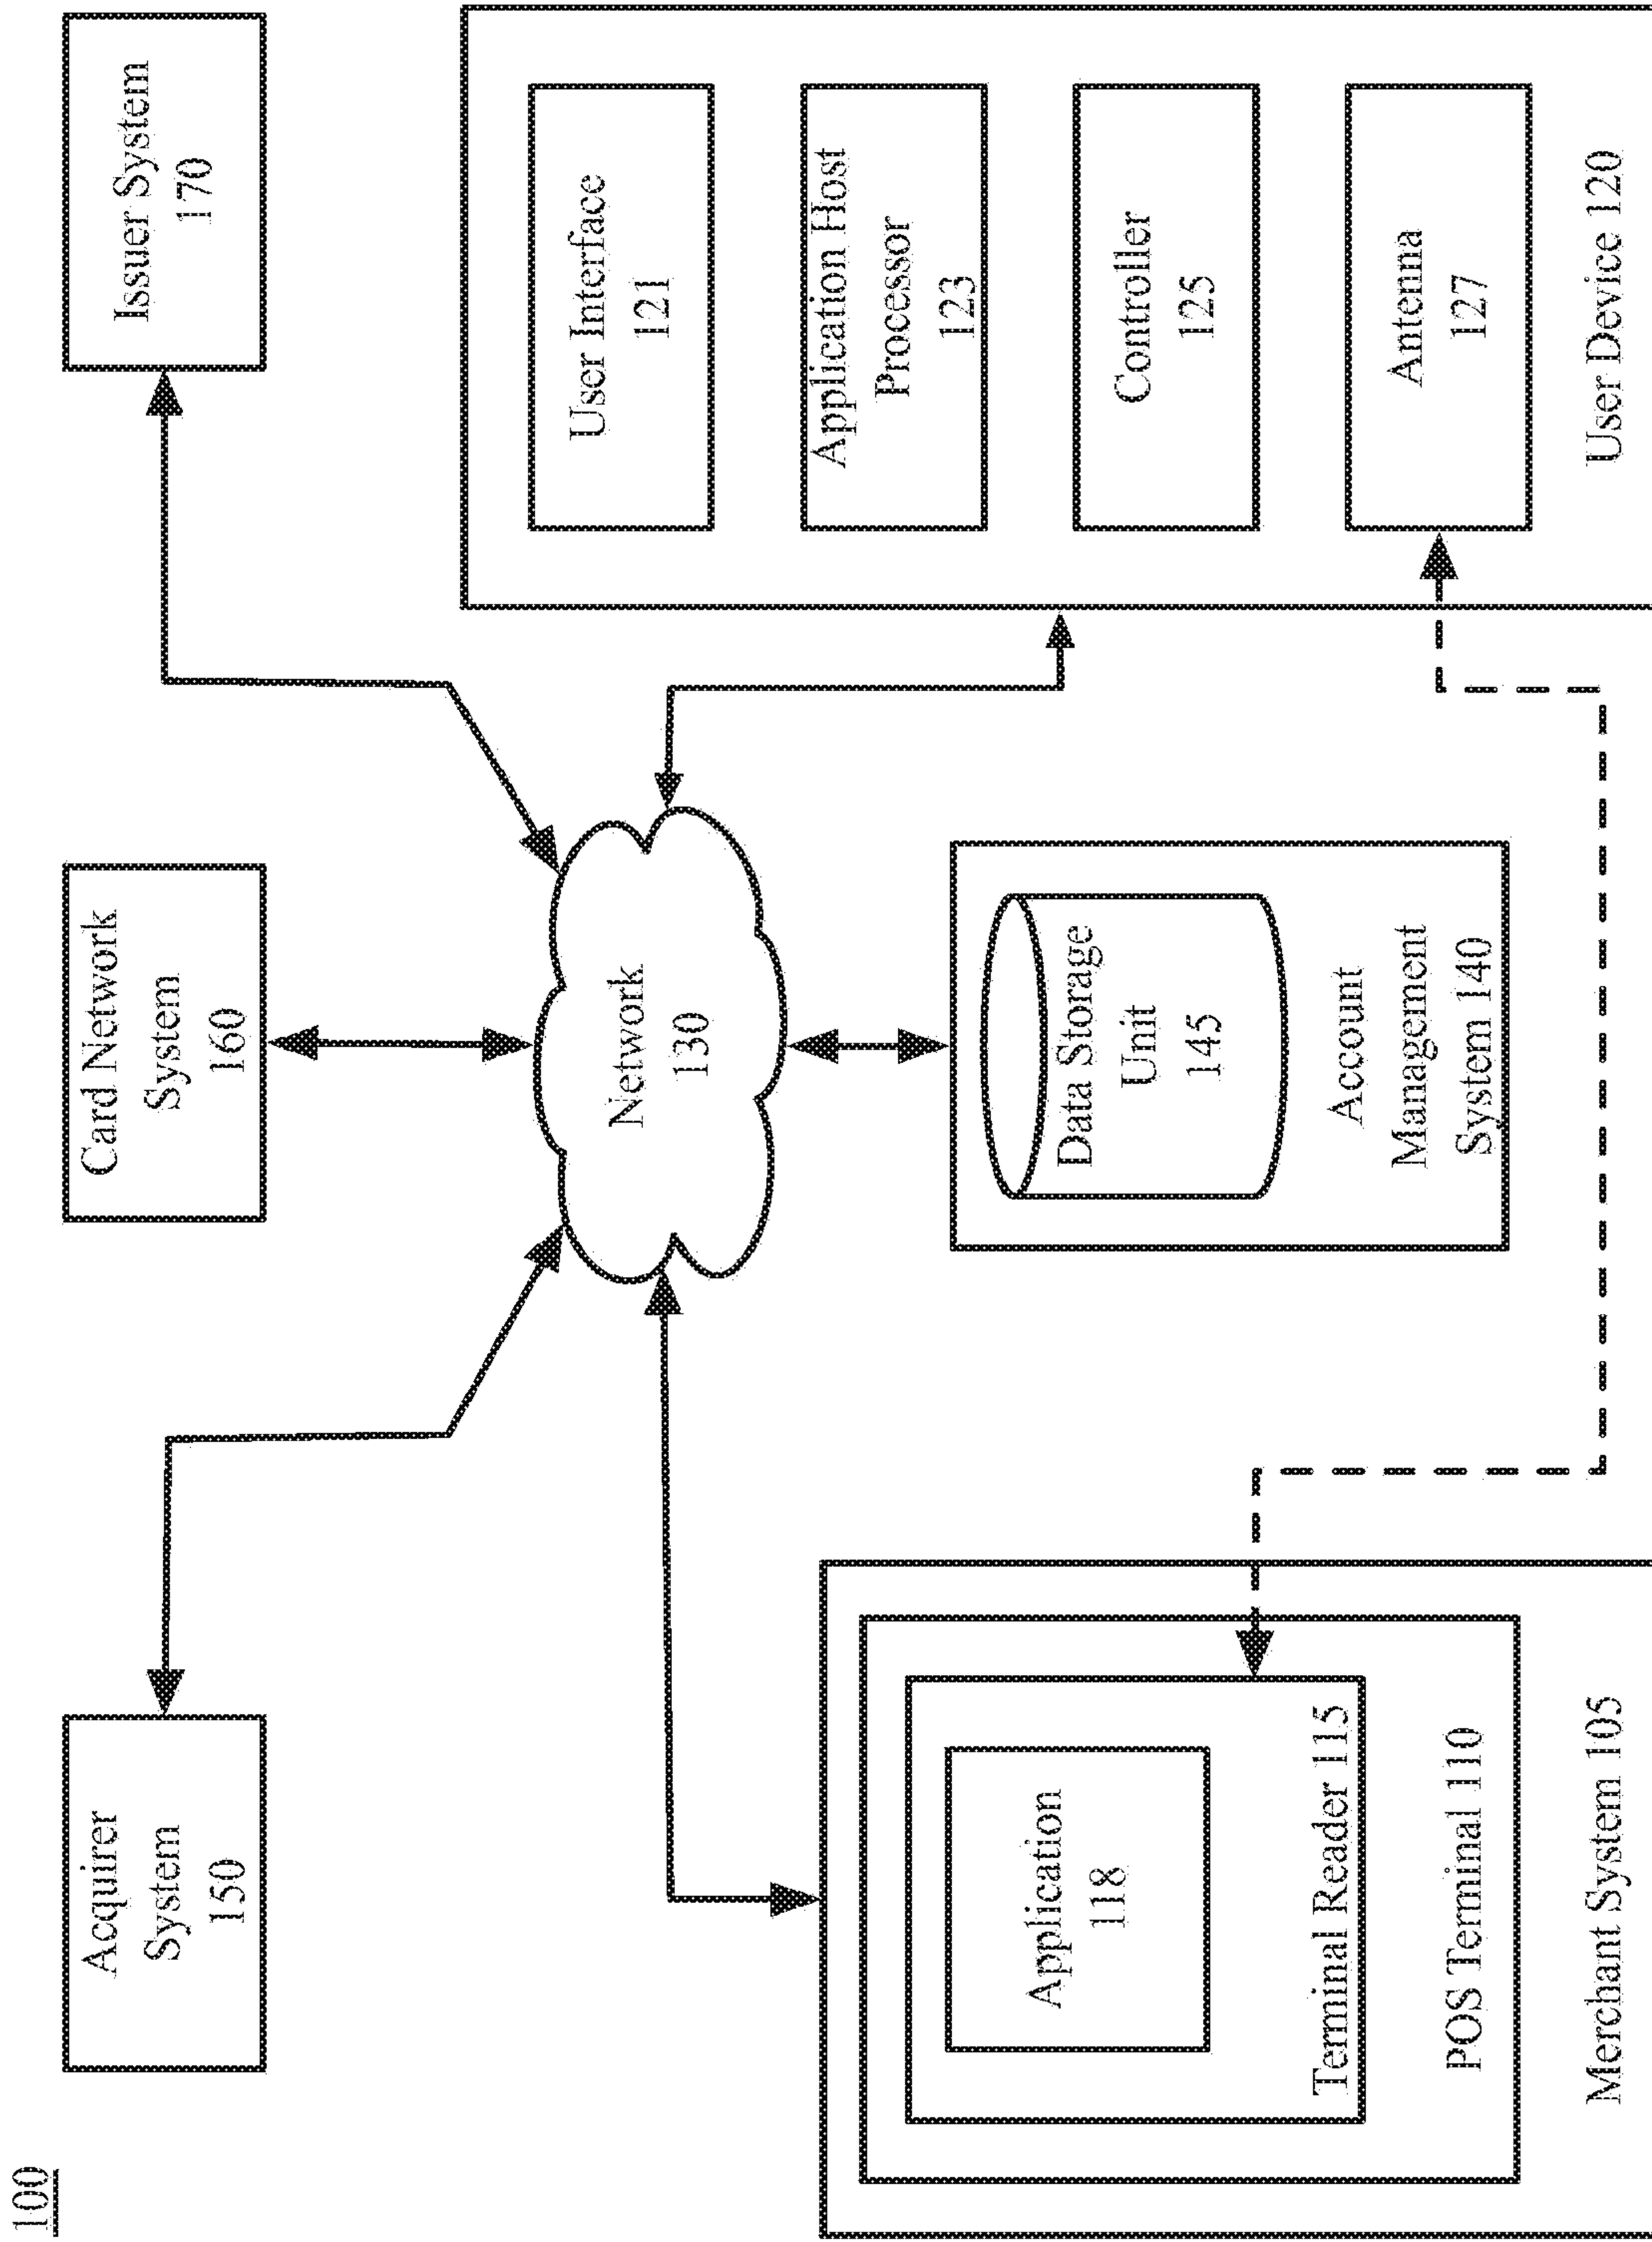 100
Acquirer
System
150
Card Network
System
160
Issuer System
170
Network
130
Application
118
Terminal Reader 115
POS Terminal 110
Merchant System 105
Data Storage
Unit
145
Account
Management
System 140
User Interface
121
Application Host
Processor
123
Controller
125
Antenna
127
User Device 120